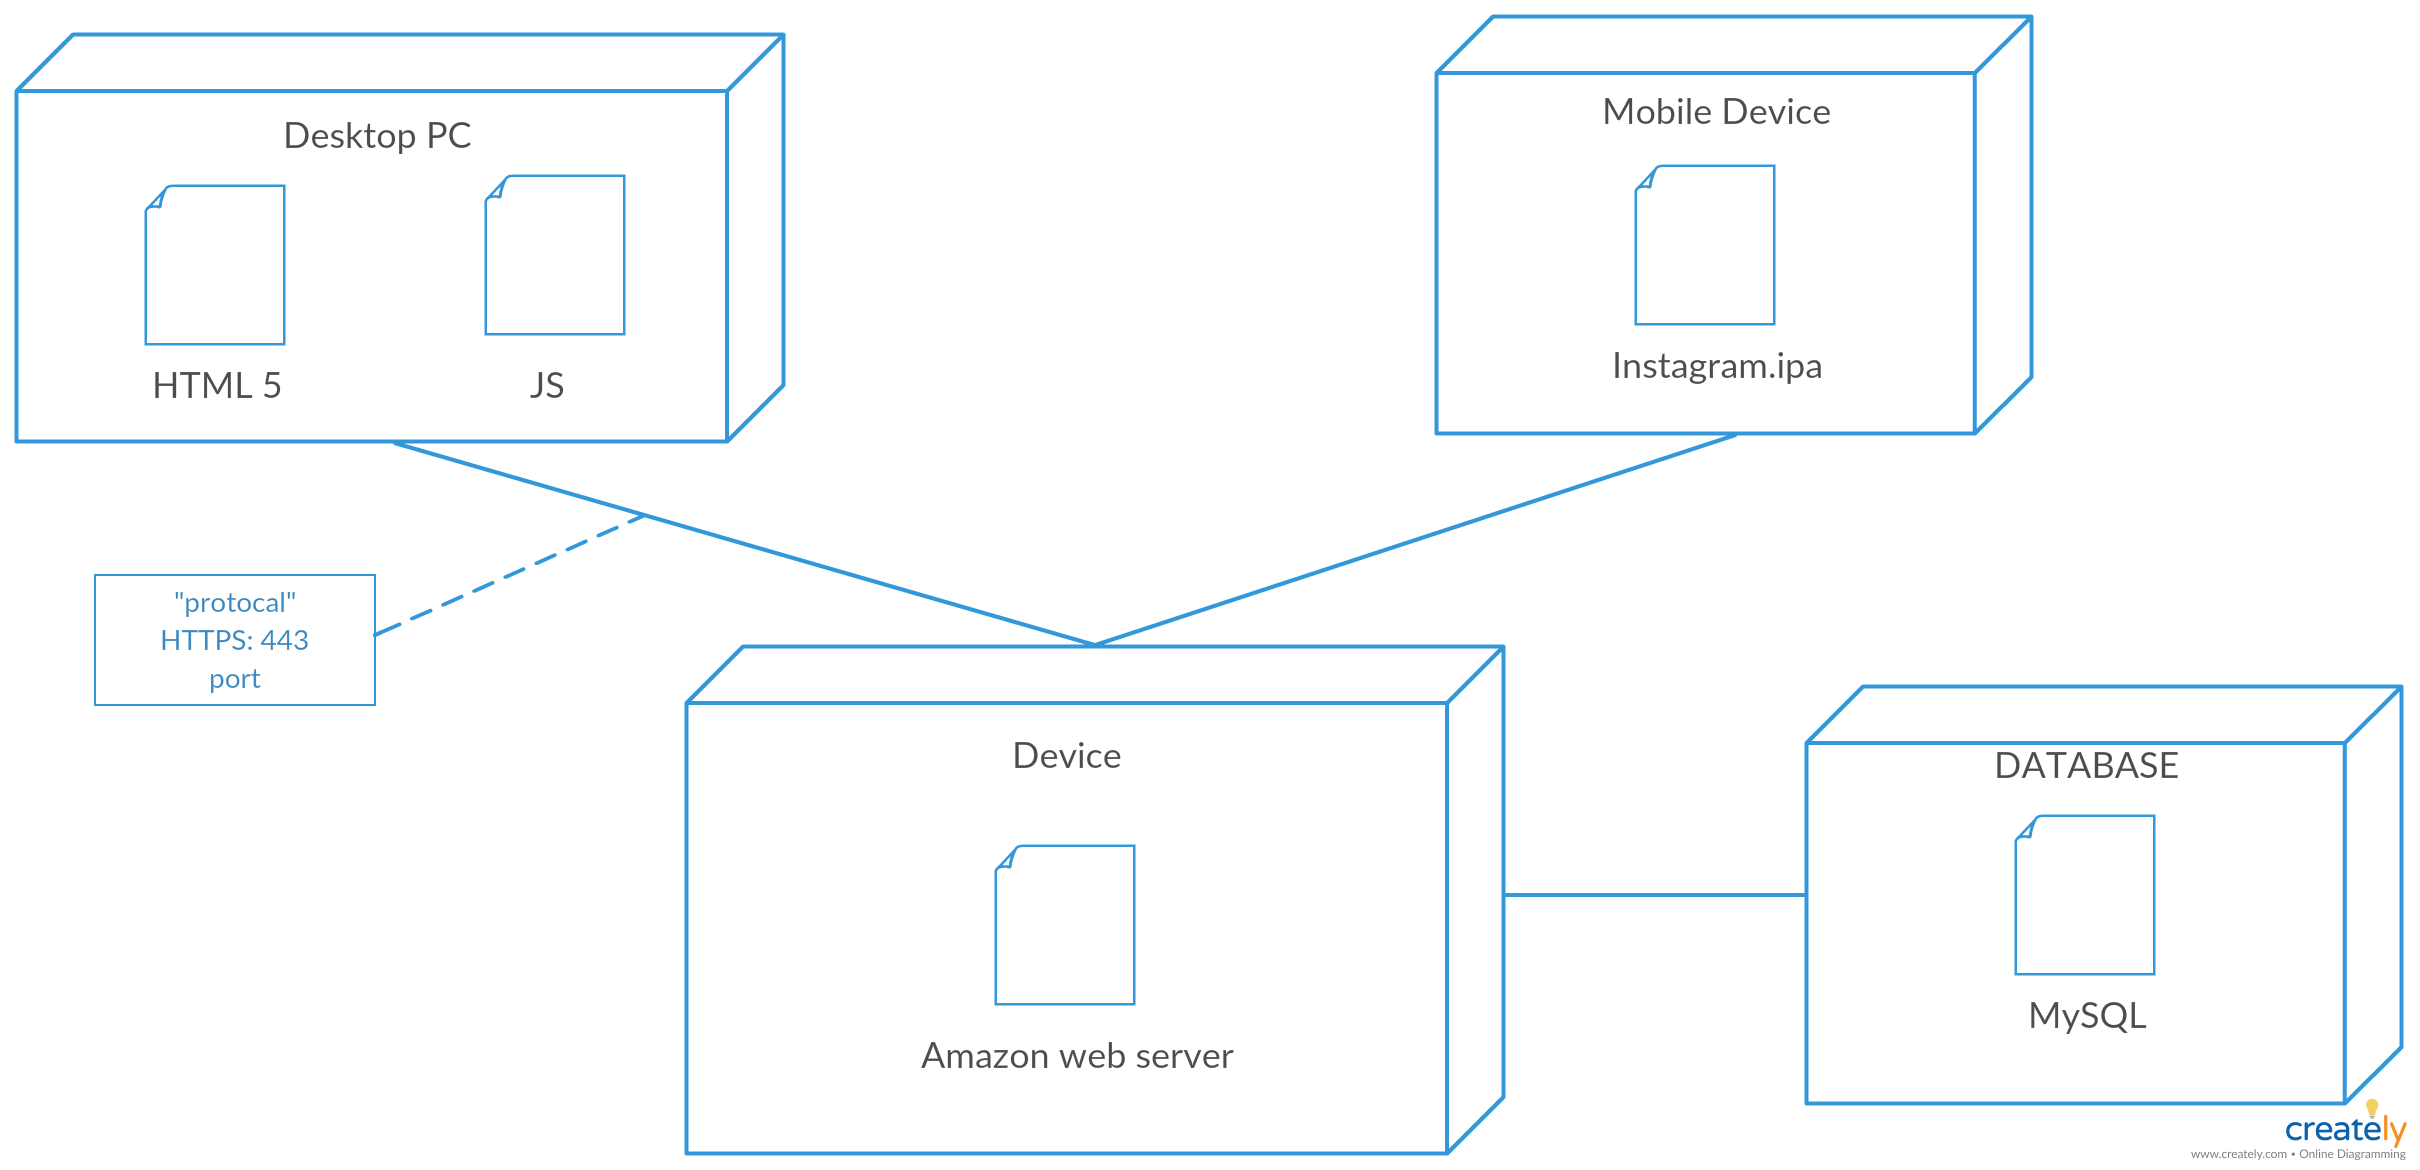 Desktop PC
HTML 5
JS
Mobile Device
Instagram.ipa
"protocal"
HTTPS: 443
port
Device
Amazon web server
DATABASE
MySQL
creately
www.creately.com • Online Diagramming